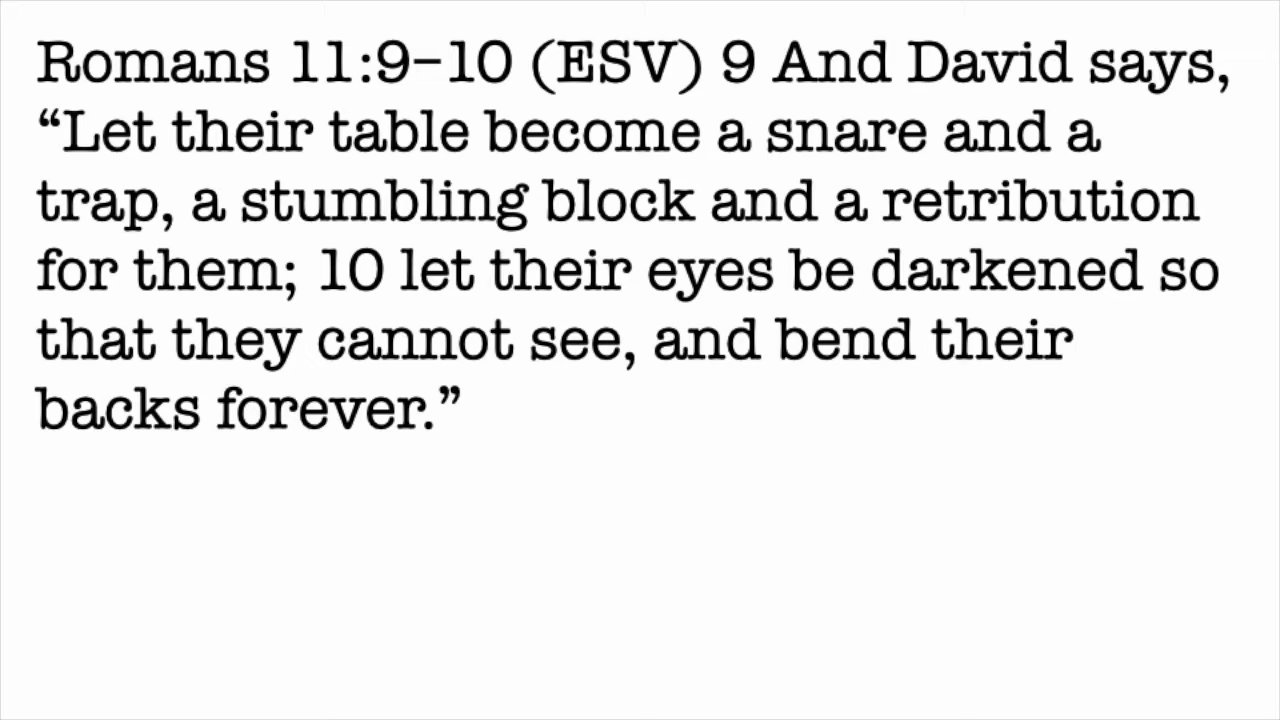 Romans 11:9–10 (ESV) 9 And David says,
“Let their table become a snare and a
trap, a stumbling block and a retribution
for them; 10 let their eyes be darkened so
that they cannot see, and bend their
backs forever.”